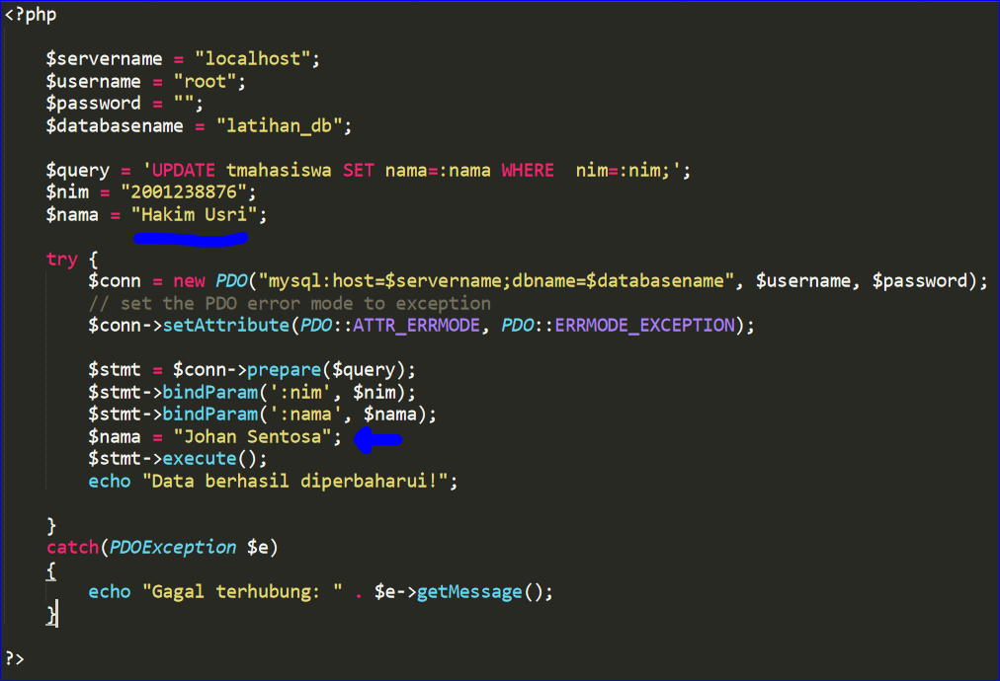 <?php
$servername = "localhost";
$username = "root";
$password = "";
$databasename = "latihan_db";
$query = 'UPDATE tmahasiswa SET nama=:nama WHERE  nim=:nim;';
$nim = "2001238876";
$nama = "Hakim Usri";
try {
$conn = new PDO("mysql:host=$servername;dbname=$databasename", $username, $password);
// set the PDO error mode to exception
$conn->setAttribute(PDO::ATTR_ERRMODE, PDO::ERRMODE_EXCEPTION);
$stmt = $conn->prepare($query);
$stmt->bindParam(':nim', $nim);
$stmt->bindParam(':nama', $nama);
$nama = "Johan Sentosa";
$stmt->execute();
echo "Data berhasil diperbaharui!";
}
catch(PDOException $e)
{
echo "Gagal terhubung: " . $e->getMessage();
}
?>